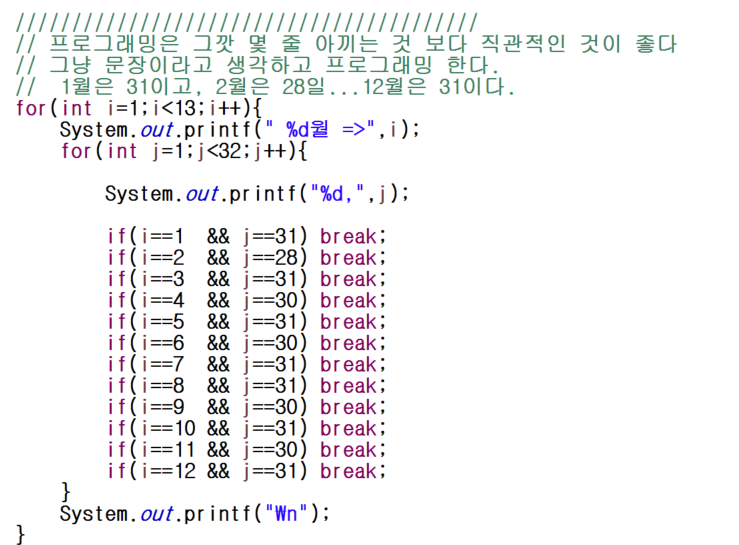 /////////////////////////////////////////
// 프로그래밍은 그깟 몇 줄 아끼는 것 보다 직관적인 것이 좋다
// 그냥 문장이라고 생각하고 프로그래밍 한다.
//  1월은 31이고, 2월은 28일...12월은 31이다.
for(int i=1;i<13;i++){
    System.out.printf(" %d월 =>",i);
    for(int j=1;j<32;j++){
        System.out.printf("%d,",j);
        if(i==1  && j==31) break;
        if(i==2  && j==28) break;
        if(i==3  && j==31) break;
        if(i==4  && j==30) break;
        if(i==5  && j==31) break;
        if(i==6  && j==30) break;
        if(i==7  && j==31) break;
        if(i==8  && j==31) break;
        if(i==9  && j==30) break;
        if(i==10 && j==31) break;
        if(i==11 && j==30) break;
        if(i==12 && j==31) break;
    }
    System.out.printf("₩n");
}